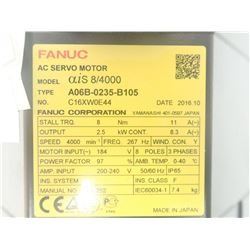 FANUC
AC SERVO MOTOR
MODEL αiS 8/4000
TYPE A06B-0235-B105
NO. C16XW0E44 DATE 2016.10
FANUC CORPORATION YAMANASHI 401-0597 JAPAN
STALL TRQ. 8 Nm 11 A(~)
OUTPUT 2.5 kW CONT. 8.3 A(~)
SPEED 4000 min⁻¹ FREQ. 267 Hz WIND. CON. Y
MOTOR INPUT(~) 184 V 8 POLES 3 PHASES
POWER FACTOR 97 % AMB. TEMP. 0-40 °C
AMP. INPUT 200-240 V 50/60 Hz IP65
INS. CLASS F
MANUAL IEC60034-1 7.4 kg
MADE IN JAPAN